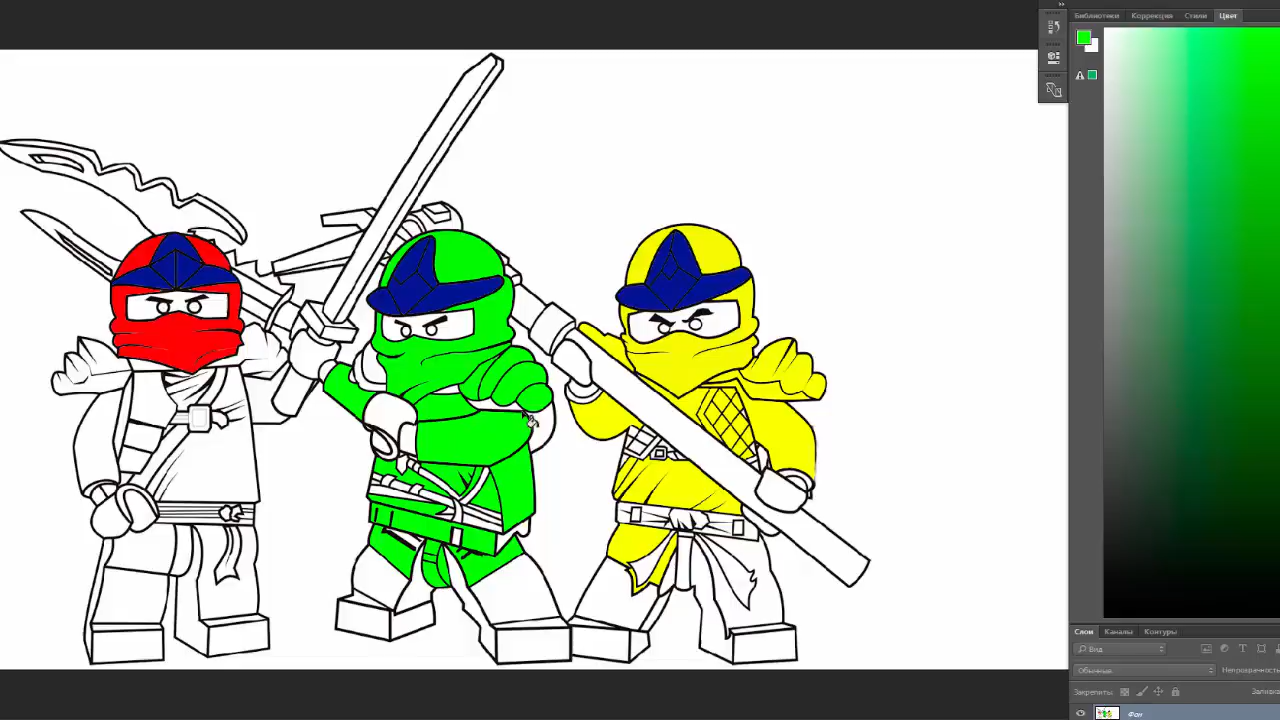 Библиотеки Коррекция Стили Цвет
Слои Каналы Контуры
Вид
Обычные Непрозрачность
Закрепить: Заливка
Фон